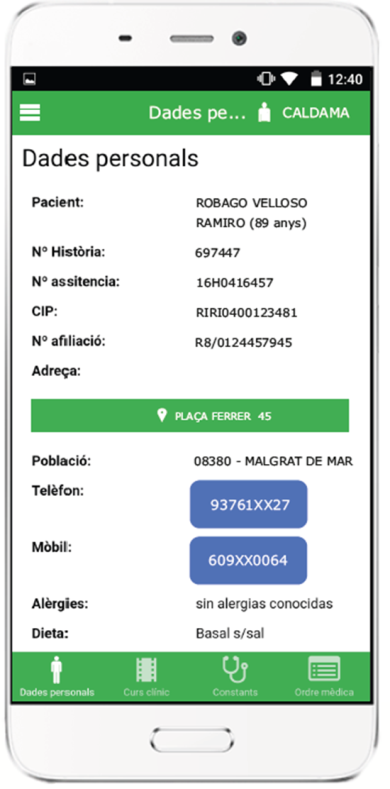 12:40
Dades pe... CALDAMA
Dades personals
Pacient: ROBAGO VELLOSO
RAMIRO (89 anys)
Nº Història: 697447
Nº assitencia: 16H0416457
CIP: RIRI0400123481
Nº afiliació: R8/0124457945
Adreça:
PLAÇA FERRER 45
Població: 08380 - MALGRAT DE MAR
Telèfon: 93761XX27
Mòbil: 609XX0064
Alèrgies: sin alergias conocidas
Dieta: Basal s/sal
Dades personals Curs clínic Constants Ordre mèdica